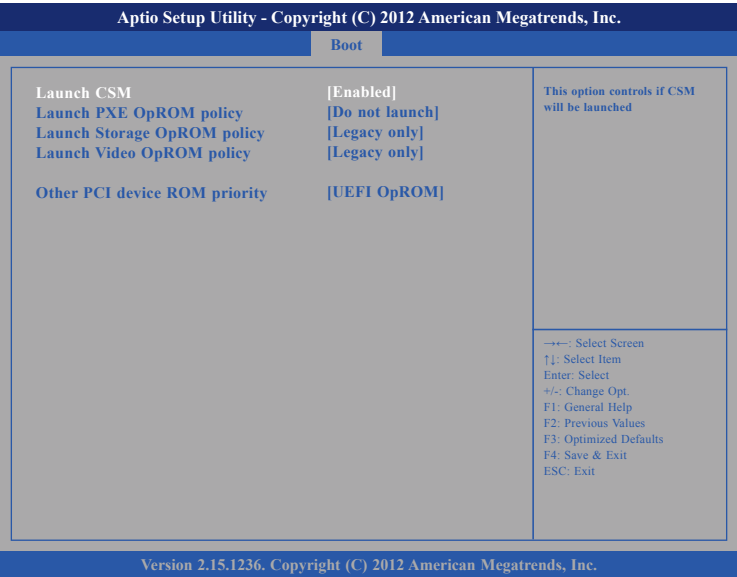 Aptio Setup Utility - Copyright (C) 2012 American Megatrends, Inc.
Boot
Launch CSM [Enabled]
Launch PXE OpROM policy [Do not launch]
Launch Storage OpROM policy [Legacy only]
Launch Video OpROM policy [Legacy only]
Other PCI device ROM priority [UEFI OpROM]
This option controls if CSM
will be launched
→←: Select Screen
↑↓: Select Item
Enter: Select
+/-: Change Opt.
F1: General Help
F2: Previous Values
F3: Optimized Defaults
F4: Save & Exit
ESC: Exit
Version 2.15.1236. Copyright (C) 2012 American Megatrends, Inc.